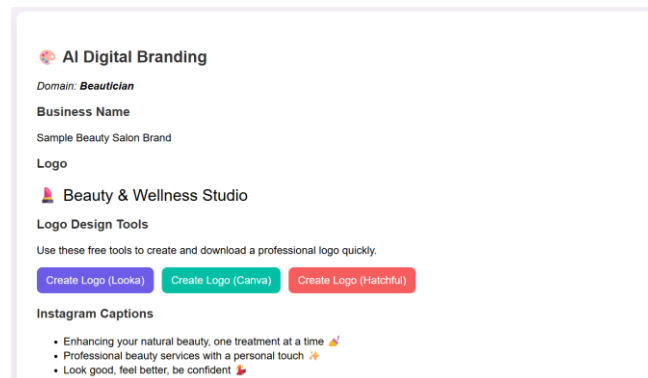 🎨 AI Digital Branding
Domain: Beautician
Business Name
Sample Beauty Salon Brand
Logo
💄 Beauty & Wellness Studio
Logo Design Tools
Use these free tools to create and download a professional logo quickly.
Create Logo (Looka) Create Logo (Canva) Create Logo (Hatchful)
Instagram Captions
• Enhancing your natural beauty, one treatment at a time 💅
• Professional beauty services with a personal touch ✨
• Look good, feel better, be confident 💃